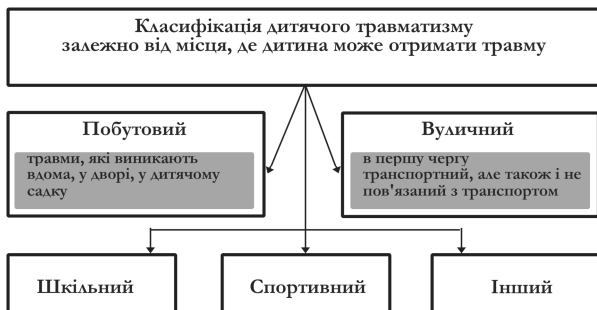 Класифікація дитячого травматизму
залежно від місця, де дитина може отримати травму
Побутовий
травми, які виникають
вдома, у дворі, у дитячому
садку
Вуличний
в першу чергу
транспортний, але також і не
пов'язаний з транспортом
Шкільний
Спортивний
Інший